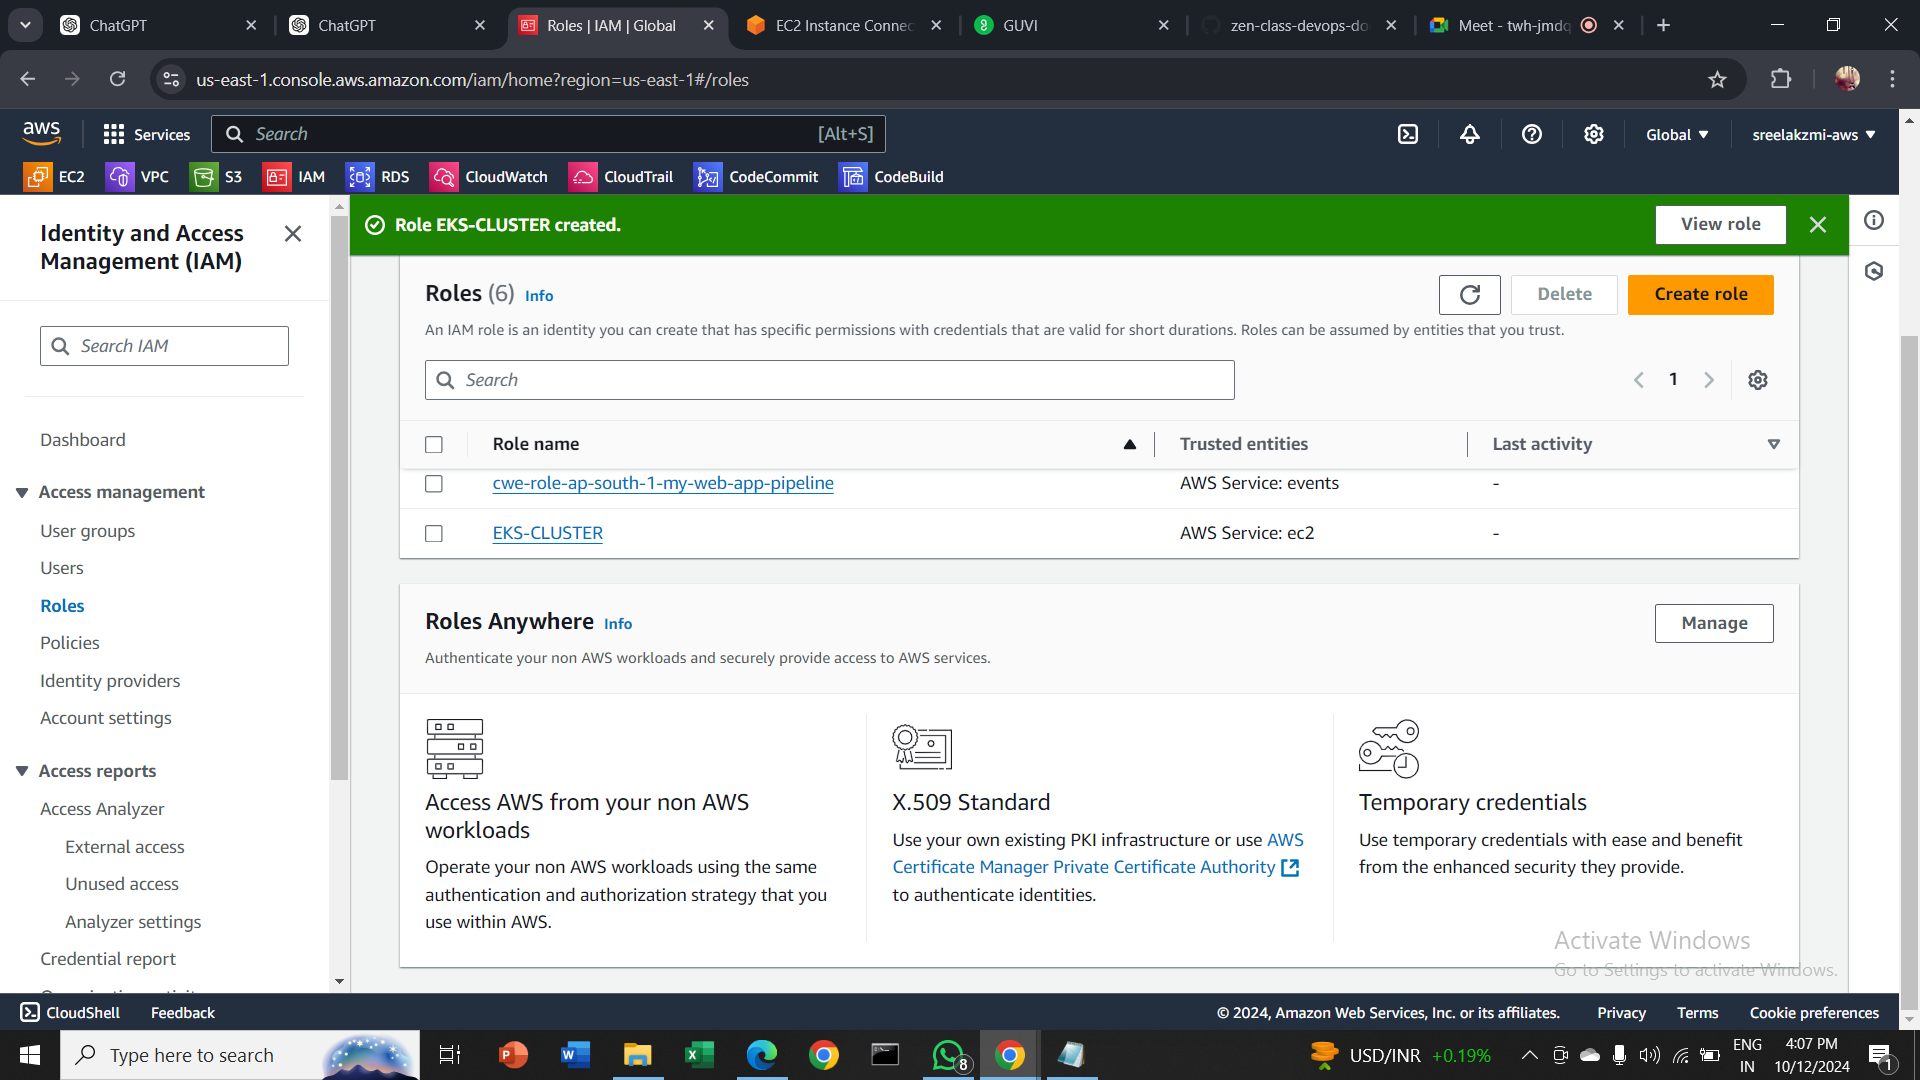 ChatGPT
ChatGPT
Roles | IAM | Global
EC2 Instance Connec
GUVI
zen-class-devops-do
Meet - twh-jmdq
us-east-1.console.aws.amazon.com/iam/home?region=us-east-1#/roles
aws
Services
Search
[Alt+S]
Global
sreelakzmi-aws
EC2
VPC
S3
IAM
RDS
CloudWatch
CloudTrail
CodeCommit
CodeBuild
Identity and Access
Management (IAM)
Search IAM
Dashboard
Access management
User groups
Users
Roles
Policies
Identity providers
Account settings
Access reports
Access Analyzer
External access
Unused access
Analyzer settings
Credential report
Role EKS-CLUSTER created.
View role
Roles (6) Info
Delete
Create role
An IAM role is an identity you can create that has specific permissions with credentials that are valid for short durations. Roles can be assumed by entities that you trust.
Search
1
Role name
Trusted entities
Last activity
cwe-role-ap-south-1-my-web-app-pipeline
AWS Service: events
-
EKS-CLUSTER
AWS Service: ec2
-
Roles Anywhere Info
Manage
Authenticate your non AWS workloads and securely provide access to AWS services.
Access AWS from your non AWS
workloads
Operate your non AWS workloads using the same
authentication and authorization strategy that you
use within AWS.
X.509 Standard
Use your own existing PKI infrastructure or use AWS
Certificate Manager Private Certificate Authority
to authenticate identities.
Temporary credentials
Use temporary credentials with ease and benefit
from the enhanced security they provide.
Activate Windows
Go to Settings to activate Windows.
CloudShell
Feedback
© 2024, Amazon Web Services, Inc. or its affiliates.
Privacy
Terms
Cookie preferences
Type here to search
8
USD/INR +0.19%
ENG
IN
4:07 PM
10/12/2024
1